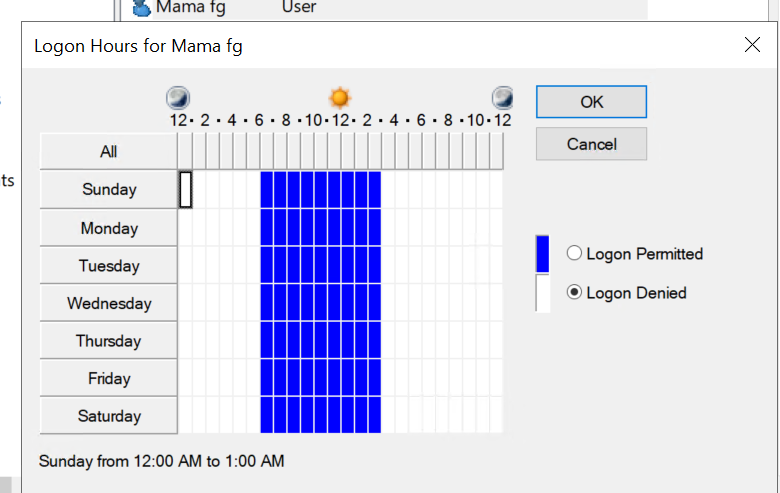 Mama fg User
Logon Hours for Mama fg
12 · 2 · 4 · 6 · 8 · 10 · 12 · 2 · 4 · 6 · 8 · 10 · 12
OK
Cancel
All
Sunday
Monday
Tuesday
Wednesday
Thursday
Friday
Saturday
Logon Permitted
Logon Denied
Sunday from 12:00 AM to 1:00 AM
its